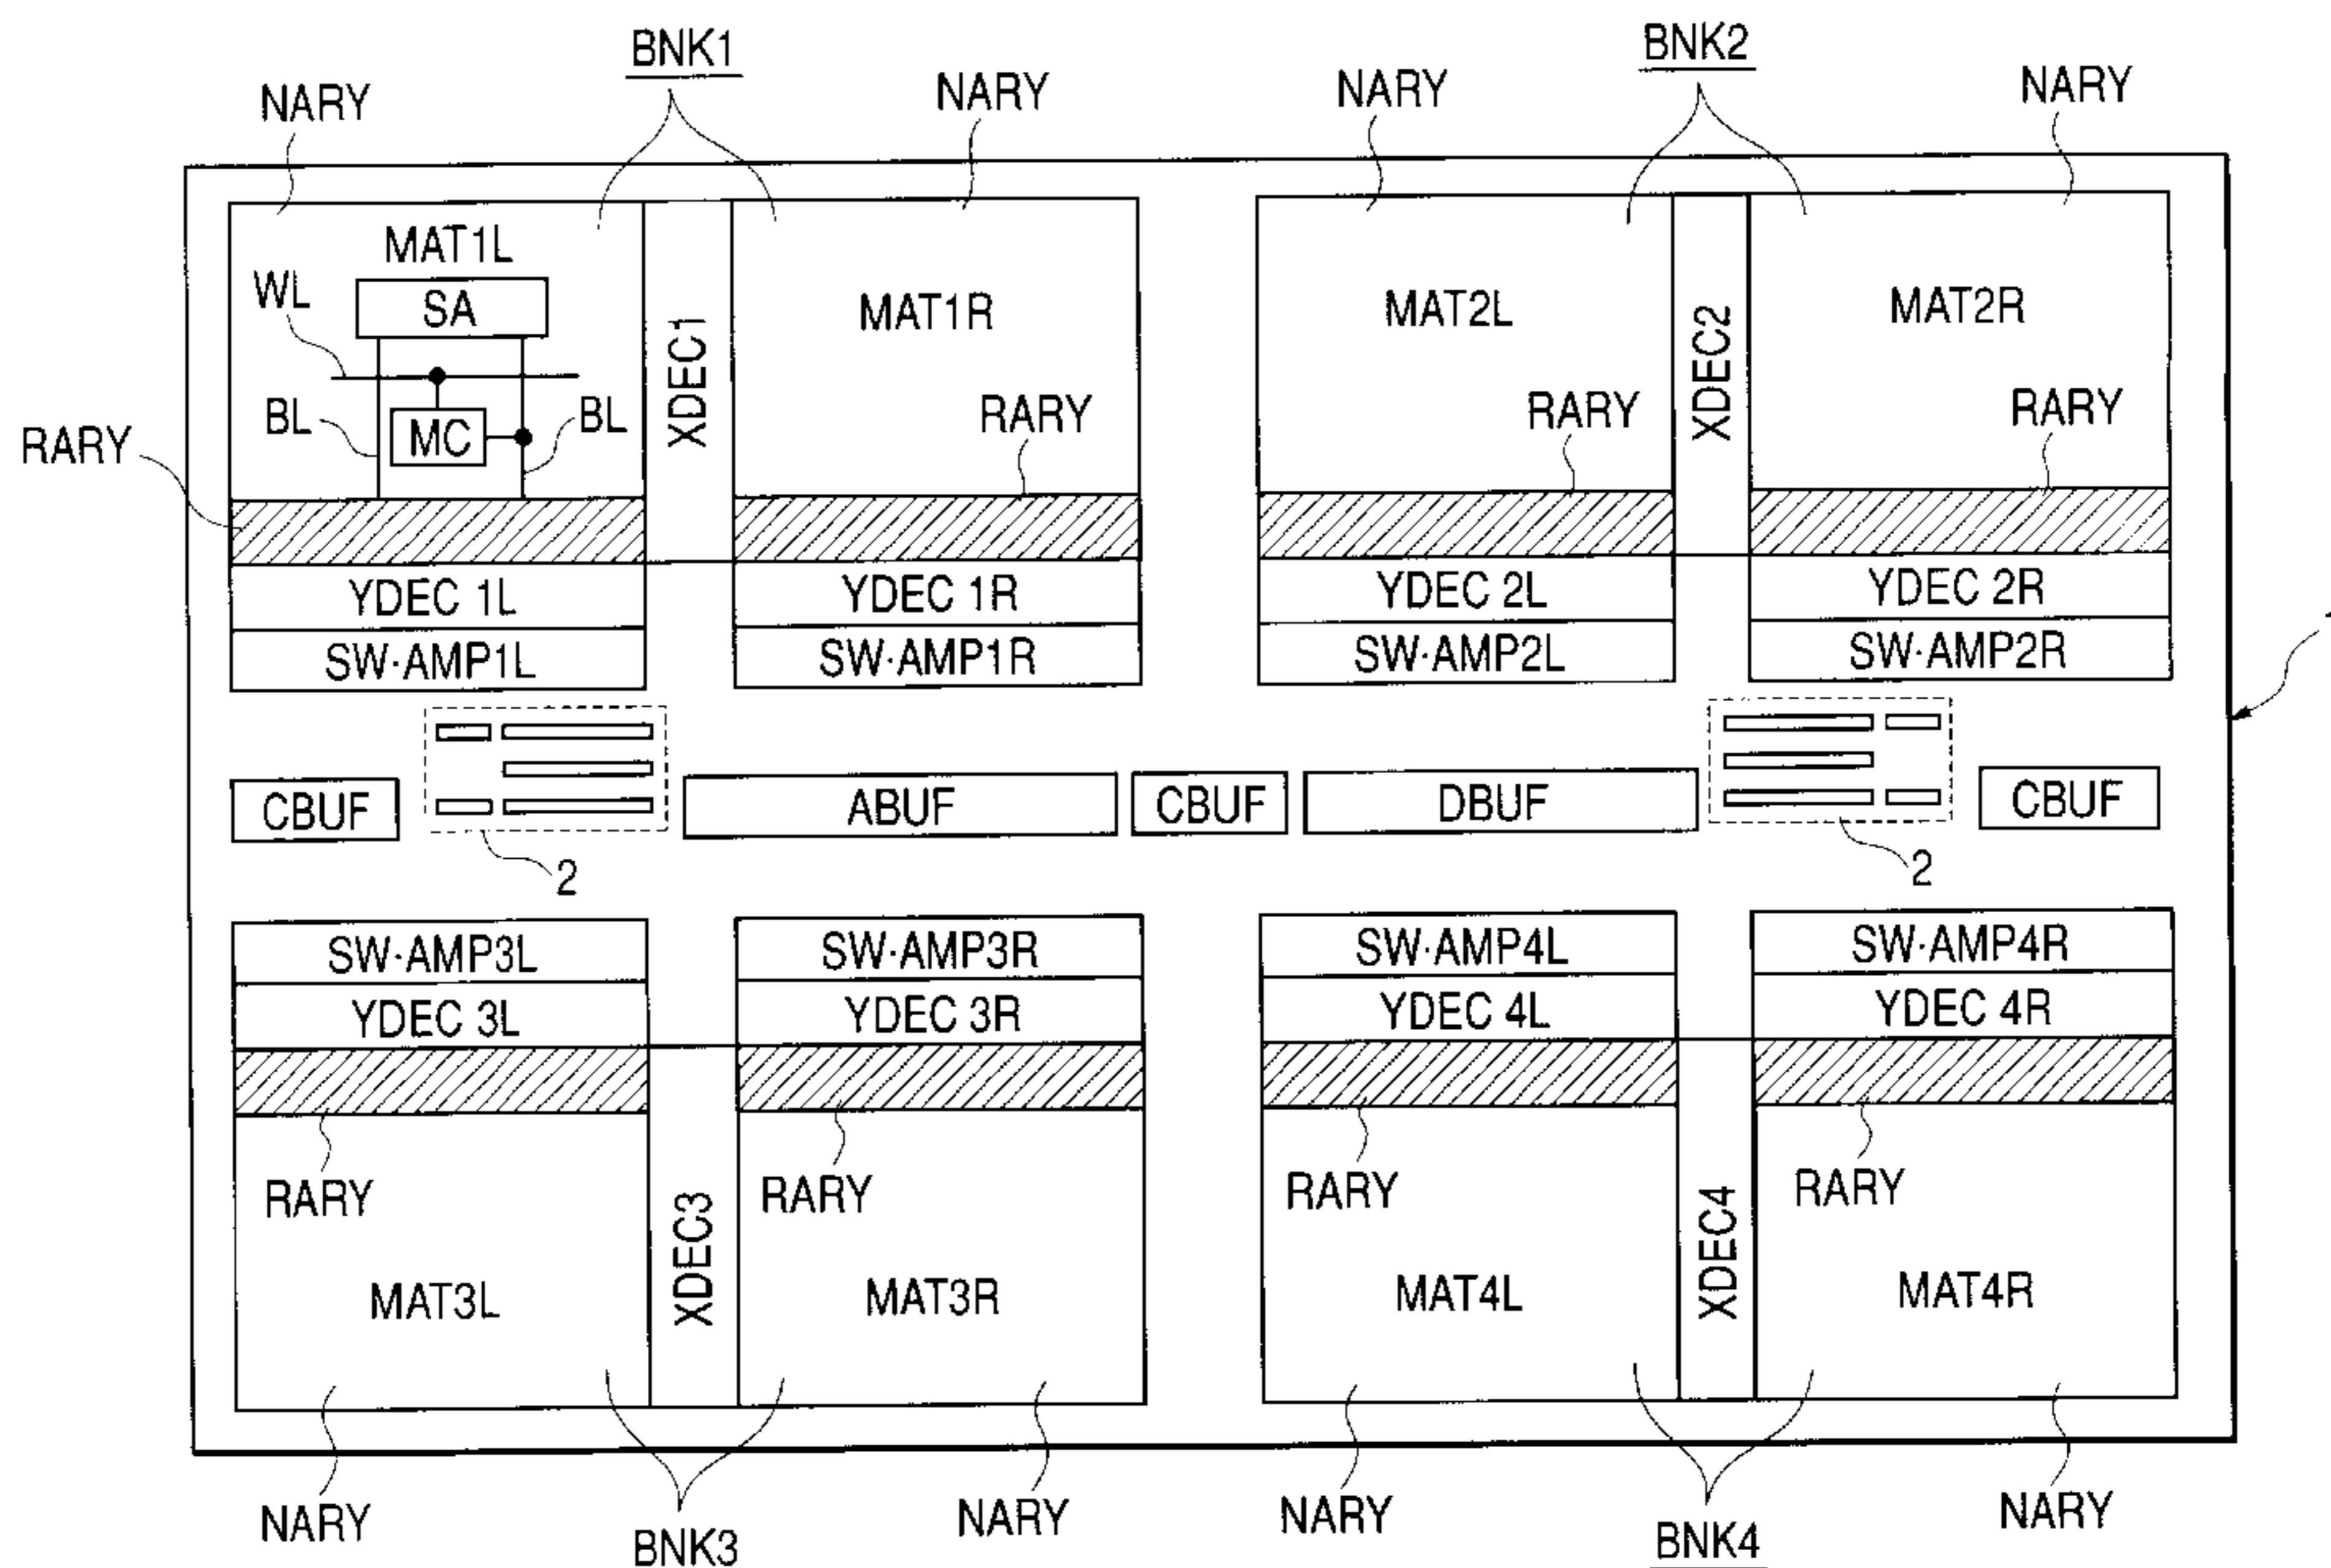 BNK1
BNK2
NARY
NARY
NARY
NARY
MAT1L
WL
SA
BL
MC
BL
RARY
XDEC1
MAT1R
RARY
MAT2L
RARY
XDEC2
MAT2R
RARY
YDEC 1L
YDEC 1R
YDEC 2L
YDEC 2R
SW·AMP1L
SW·AMP1R
SW·AMP2L
SW·AMP2R
CBUF
ABUF
CBUF
DBUF
CBUF
2
2
SW·AMP3L
SW·AMP3R
SW·AMP4L
SW·AMP4R
YDEC 3L
YDEC 3R
YDEC 4L
YDEC 4R
RARY
RARY
RARY
RARY
XDEC3
XDEC4
MAT3L
MAT3R
MAT4L
MAT4R
NARY
NARY
NARY
NARY
BNK3
BNK4